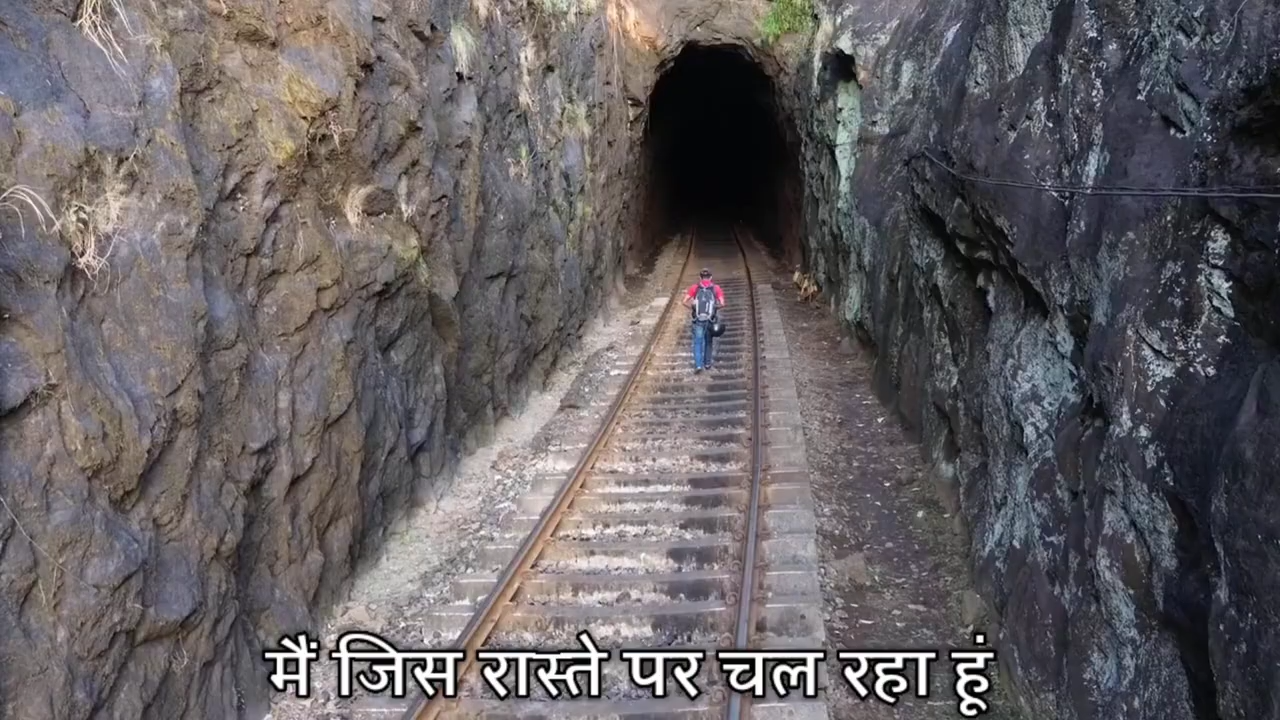 मैं जिस रास्ते पर चल रहा हूं